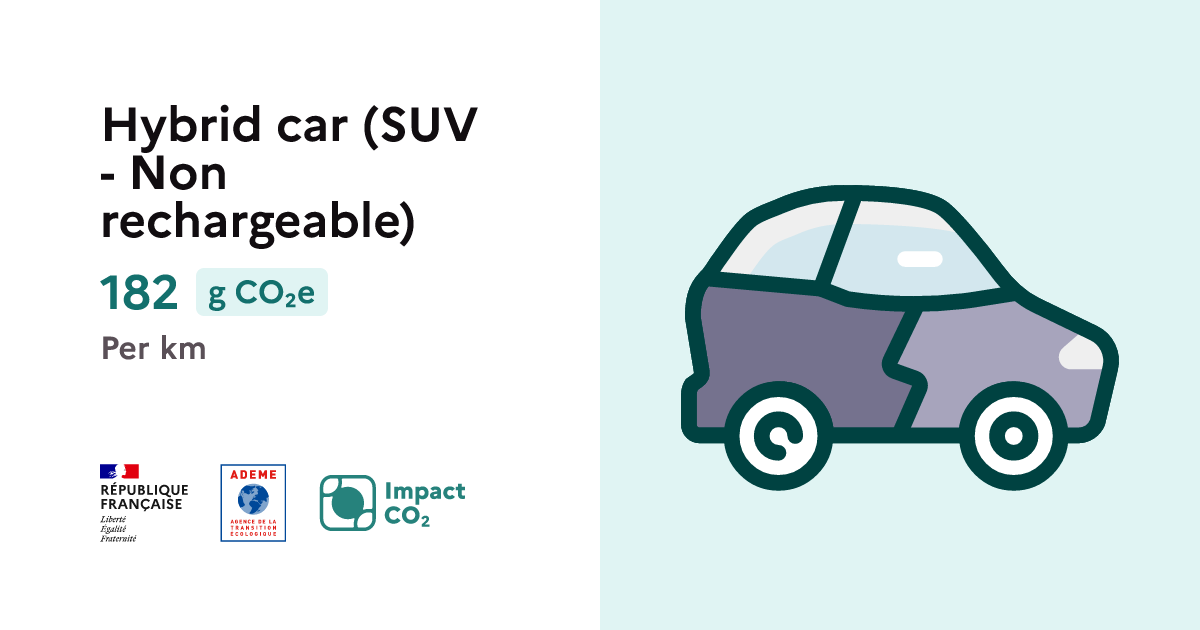 Hybrid car (SUV
- Non
rechargeable)
182 g CO₂e
Per km
RÉPUBLIQUE
FRANÇAISE
Liberté
Égalité
Fraternité
ADEME
AGENCE DE LA
TRANSITION
ÉCOLOGIQUE
Impact
CO₂